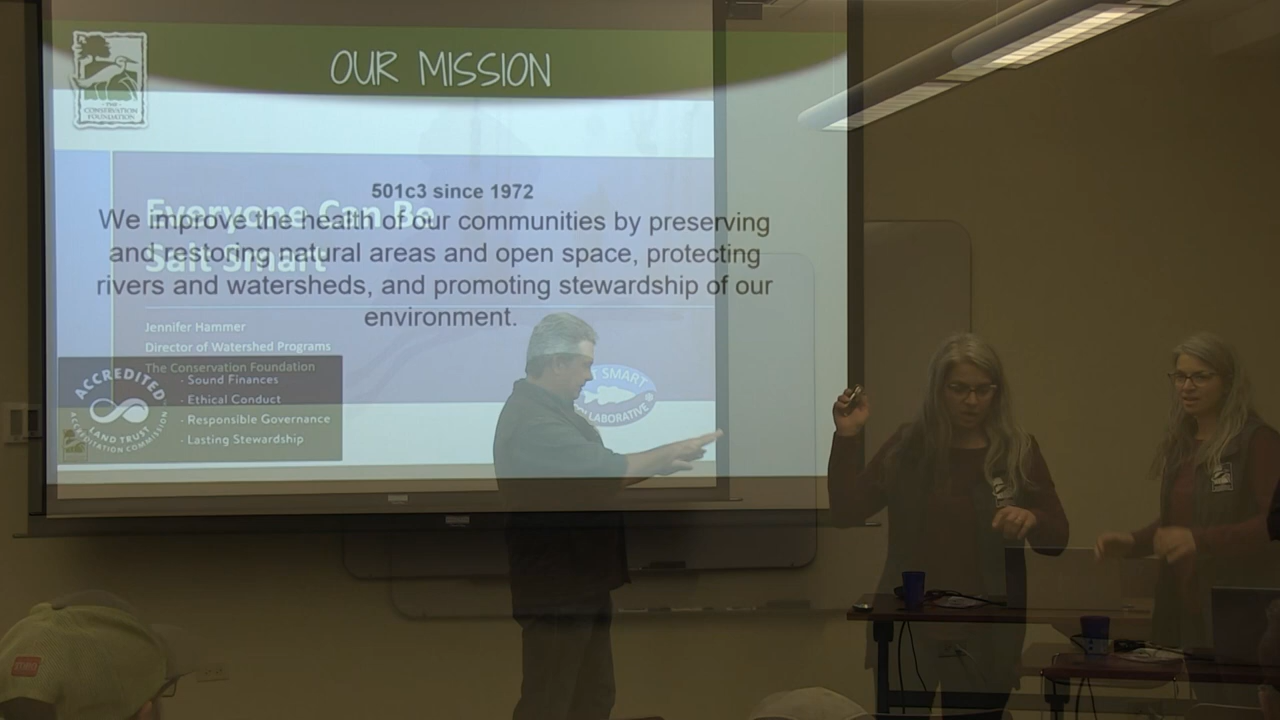 OUR MISSION
THE
CONSERVATION
FOUNDATION
501c3 since 1972
We improve the health of our communities by preserving
and restoring natural areas and open space, protecting
rivers and watersheds, and promoting stewardship of our
environment.
Everyone Can Be
Salt Smart
Jennifer Hammer
Director of Watershed Programs
The Conservation Foundation
ACCREDITED
LAND TRUST
ACCREDITATION COMMISSION
- Sound Finances
- Ethical Conduct
- Responsible Governance
- Lasting Stewardship
SMART
LABORATIVE